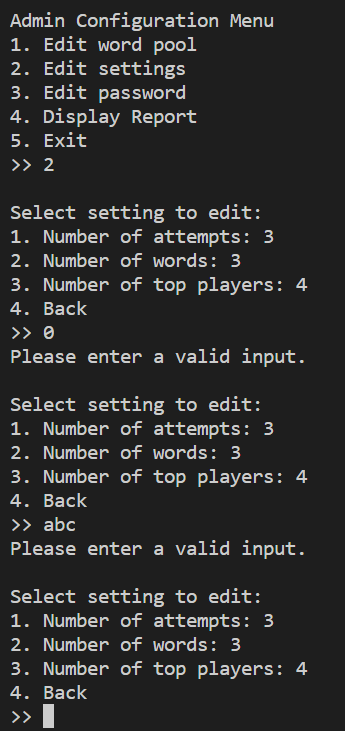 Admin Configuration Menu
1. Edit word pool
2. Edit settings
3. Edit password
4. Display Report
5. Exit
>> 2
Select setting to edit:
1. Number of attempts: 3
2. Number of words: 3
3. Number of top players: 4
4. Back
>> 0
Please enter a valid input.
Select setting to edit:
1. Number of attempts: 3
2. Number of words: 3
3. Number of top players: 4
4. Back
>> abc
Please enter a valid input.
Select setting to edit:
1. Number of attempts: 3
2. Number of words: 3
3. Number of top players: 4
4. Back
>>